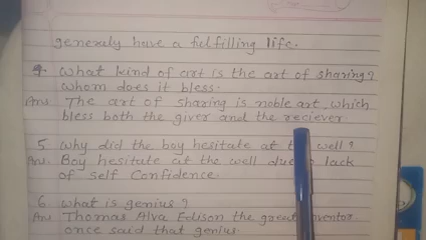 generely have a fulfilling life.
4. What kind of art is the art of sharing?
whom does it bless.
Ans The art of sharing is noble art which
bless both the giver and the reciever
5. Why did the boy hesitate at well?
Ans. Boy hesitate at the well due lack
of self Confidence.
6. what is genius?
Ans Thomas Alva Edison the great
once said that genius.